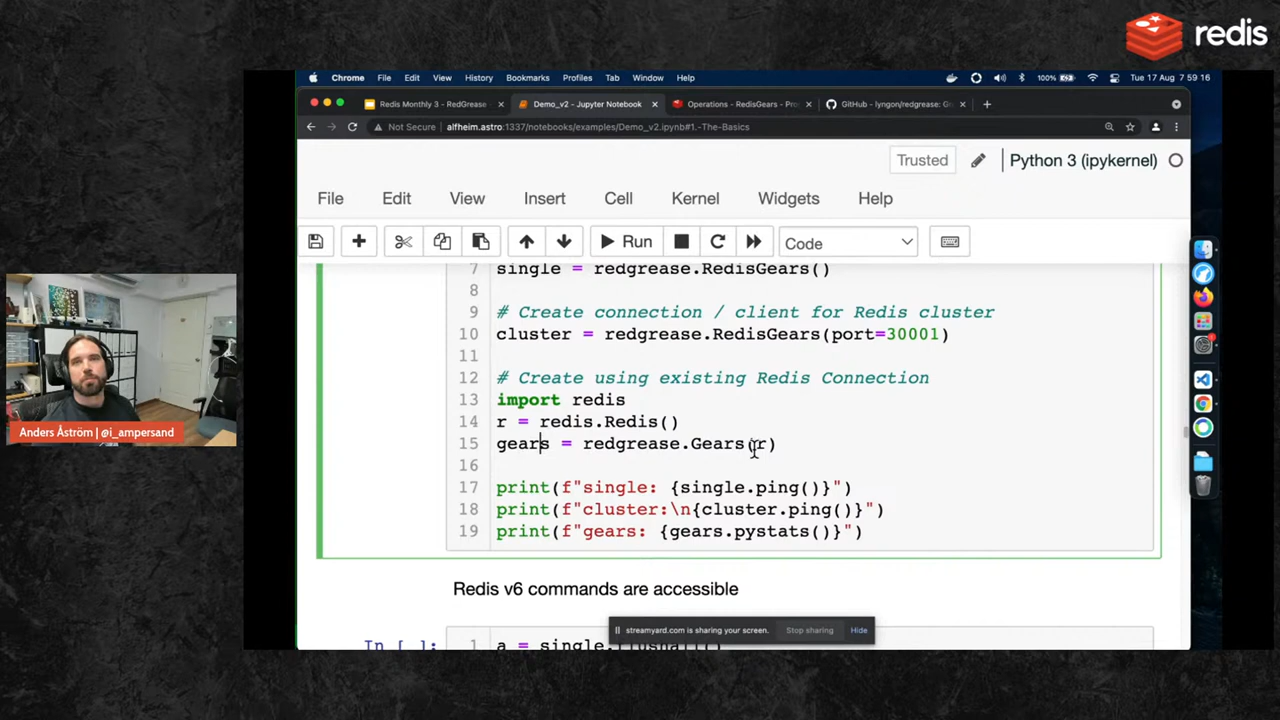 redis
Chrome File Edit View History Bookmarks Profiles Tab Window Help 100% Tue 17 Aug 7 59 16
Redis Monthly 3 - RedGrease - × Demo_v2 - Jupyter Notebook × Operations - RedisGears - Pro × GitHub - lyngon/redgrease: Gr × +
Not Secure | alfheim.astro:1337/notebooks/examples/Demo_v2.ipynb#1.-The-Basics
Trusted Python 3 (ipykernel)
File Edit View Insert Cell Kernel Widgets Help
Run Code
7 single = redgrease.RedisGears()
8
9 # Create connection / client for Redis cluster
10 cluster = redgrease.RedisGears(port=30001)
11
12 # Create using existing Redis Connection
13 import redis
14 r = redis.Redis()
15 gears = redgrease.Gears(r)
16
17 print(f"single: {single.ping()}")
18 print(f"cluster:\n{cluster.ping()}")
19 print(f"gears: {gears.pystats()}")
Redis v6 commands are accessible
In [ ]: 1 a = single.flushall()
streamyard.com is sharing your screen. Stop sharing Hide
Anders Åström | @i_ampersand